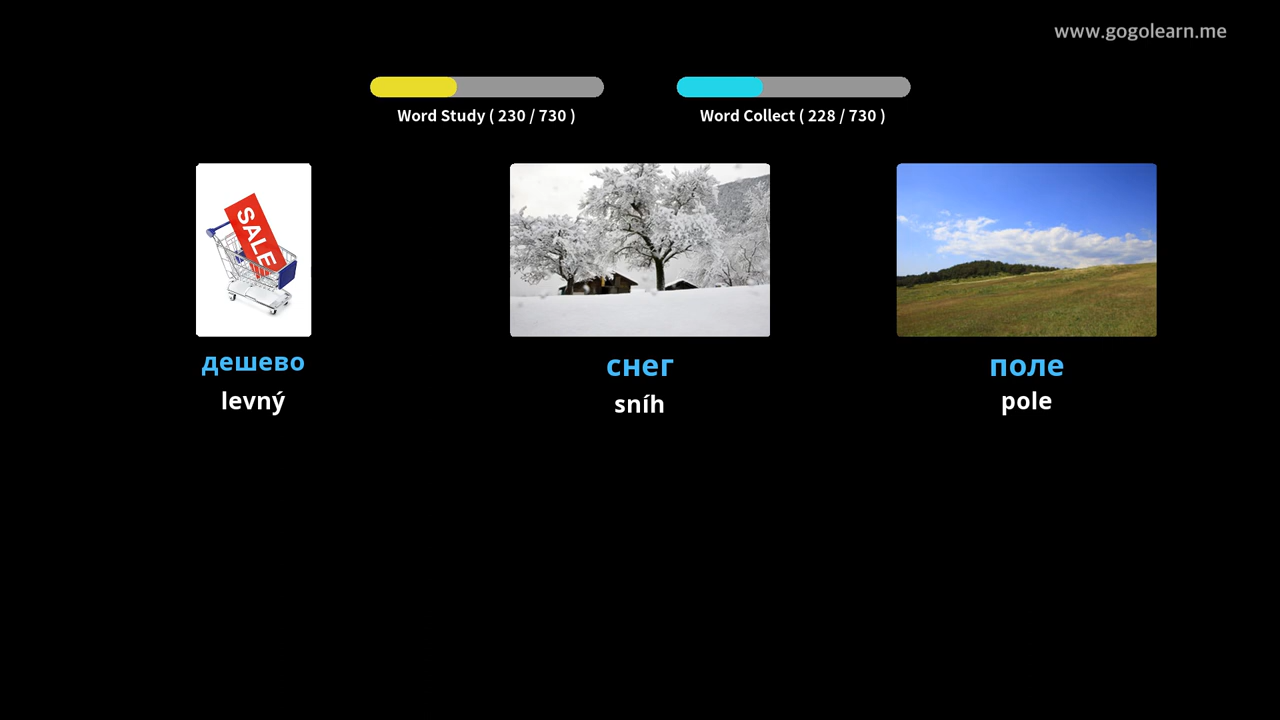 www.gogolearn.me
Word Study ( 230 / 730 )
Word Collect ( 228 / 730 )
SALE
дешево
levný
снег
sníh
поле
pole